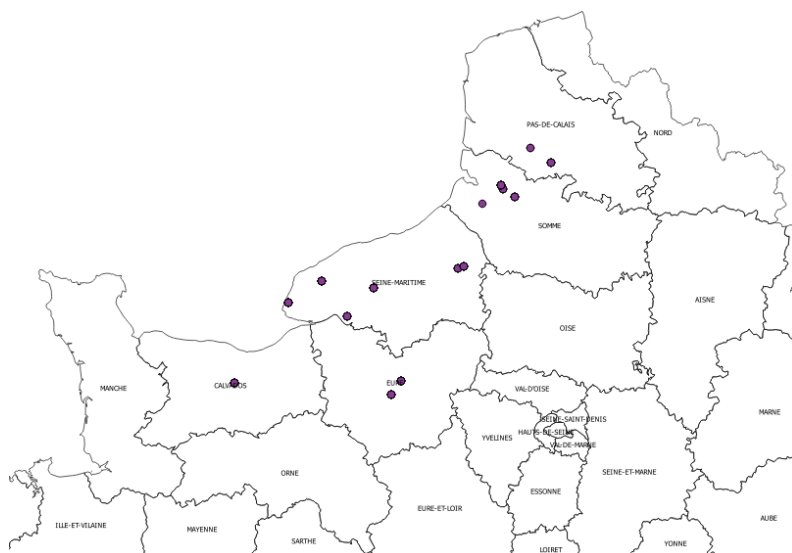 PAS-DE-CALAIS
NORD
SOMME
SEINE-MARITIME
AISNE
OISE
MANCHE
CALVADOS
EURE
VAL-D'OISE
MARNE
SEINE-SAINT-DENIS
HAUTS-DE-SEINE
YVELINES
VAL-DE-MARNE
ORNE
SEINE-ET-MARNE
ESSONNE
EURE-ET-LOIR
AUBE
ILLE-ET-VILAINE
MAYENNE
SARTHE
YONNE
LOIRET